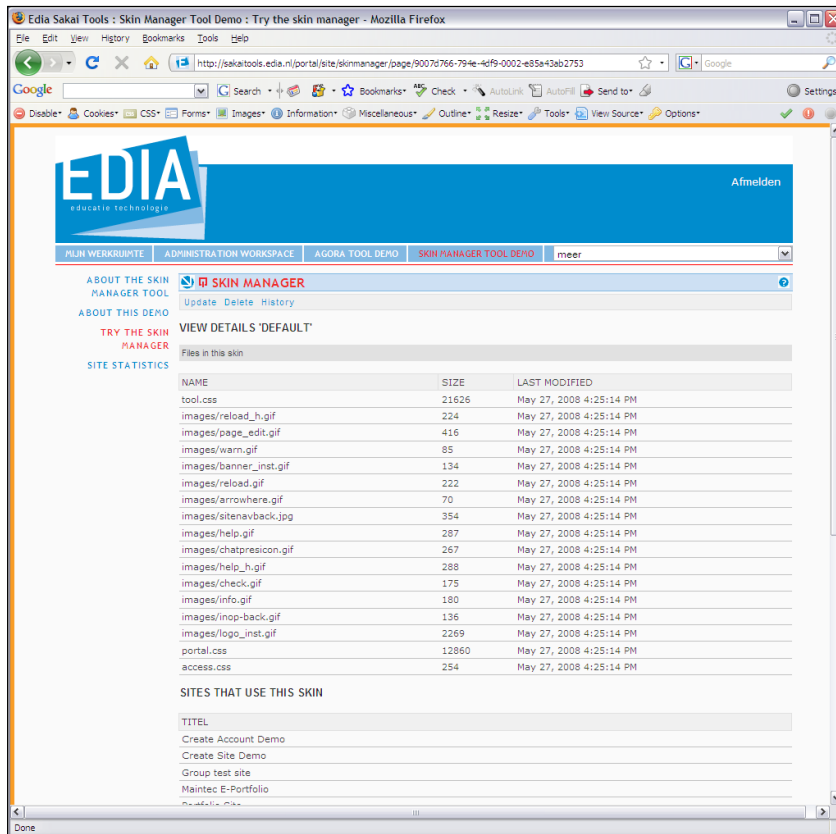 Edia Sakai Tools : Skin Manager Tool Demo : Try the skin manager - Mozilla Firefox
File Edit View History Bookmarks Tools Help
http://sakaitools.edia.nl/portal/site/skinmanager/page/9007d766-794e-4df9-0002-e85a43ab2753
G Google
Google G Search Bookmarks ABC Check AutoLink AutoFill Send to Settings
Disable Cookies CSS Forms Images Information Miscellaneous Outline Resize Tools View Source Options
EDIA
educatie technologie
Afmelden
MIJN WERKRUIMTE ADMINISTRATION WORKSPACE AGORA TOOL DEMO SKIN MANAGER TOOL DEMO meer
ABOUT THE SKIN MANAGER TOOL
ABOUT THIS DEMO
TRY THE SKIN MANAGER
SITE STATISTICS
SKIN MANAGER ?
Update Delete History
VIEW DETAILS 'DEFAULT'
Files in this skin
NAME SIZE LAST MODIFIED
tool.css 21626 May 27, 2008 4:25:14 PM
images/reload_h.gif 224 May 27, 2008 4:25:14 PM
images/page_edit.gif 416 May 27, 2008 4:25:14 PM
images/warn.gif 85 May 27, 2008 4:25:14 PM
images/banner_inst.gif 134 May 27, 2008 4:25:14 PM
images/reload.gif 222 May 27, 2008 4:25:14 PM
images/arrowhere.gif 70 May 27, 2008 4:25:14 PM
images/sitenavback.jpg 354 May 27, 2008 4:25:14 PM
images/help.gif 287 May 27, 2008 4:25:14 PM
images/chatpresicon.gif 267 May 27, 2008 4:25:14 PM
images/help_h.gif 288 May 27, 2008 4:25:14 PM
images/check.gif 175 May 27, 2008 4:25:14 PM
images/info.gif 180 May 27, 2008 4:25:14 PM
images/inop-back.gif 136 May 27, 2008 4:25:14 PM
images/logo_inst.gif 2269 May 27, 2008 4:25:14 PM
portal.css 12860 May 27, 2008 4:25:14 PM
access.css 254 May 27, 2008 4:25:14 PM
SITES THAT USE THIS SKIN
TITEL
Create Account Demo
Create Site Demo
Group test site
Maintec E-Portfolio
Done